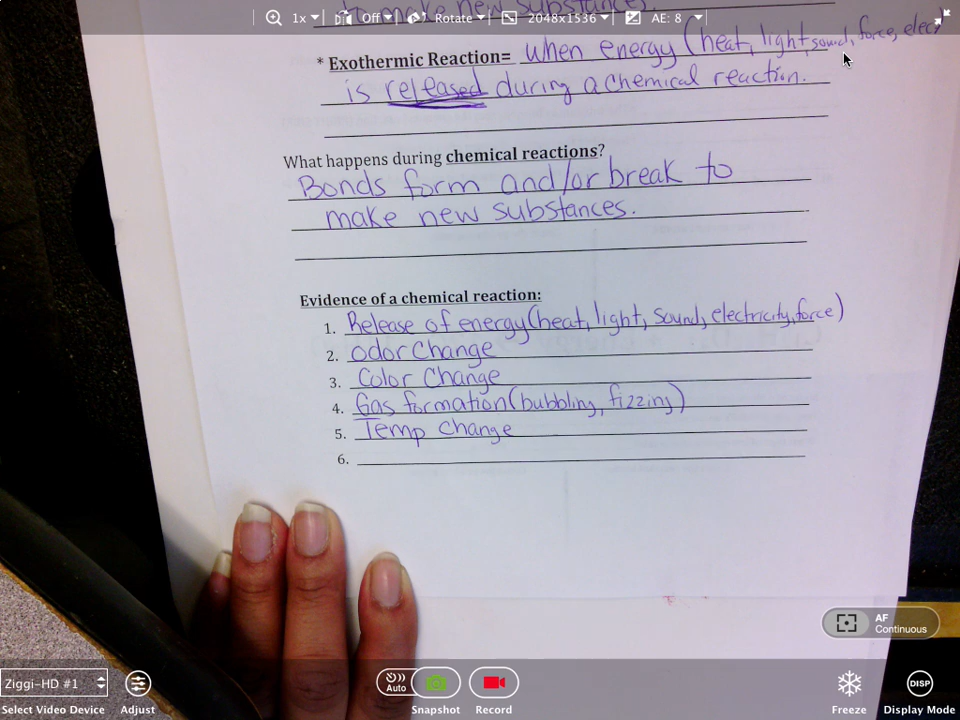 to make new substances.
1x Off Rotate 2048x1536 AE: 8
* Exothermic Reaction= When energy (heat, light, sound, force, elec
is released during a chemical reaction.
What happens during chemical reactions?
Bonds form and/or break to
make new substances.
Evidence of a chemical reaction:
1. Release of energy (heat, light, sound, electricity, force)
2. Odor Change
3. Color Change
4. Gas formation (bubbling, fizzing)
5. Temp Change
6.
AF
Continuous
Ziggi-HD #1
Auto
DISP
Select Video Device Adjust Snapshot Record Freeze Display Mode